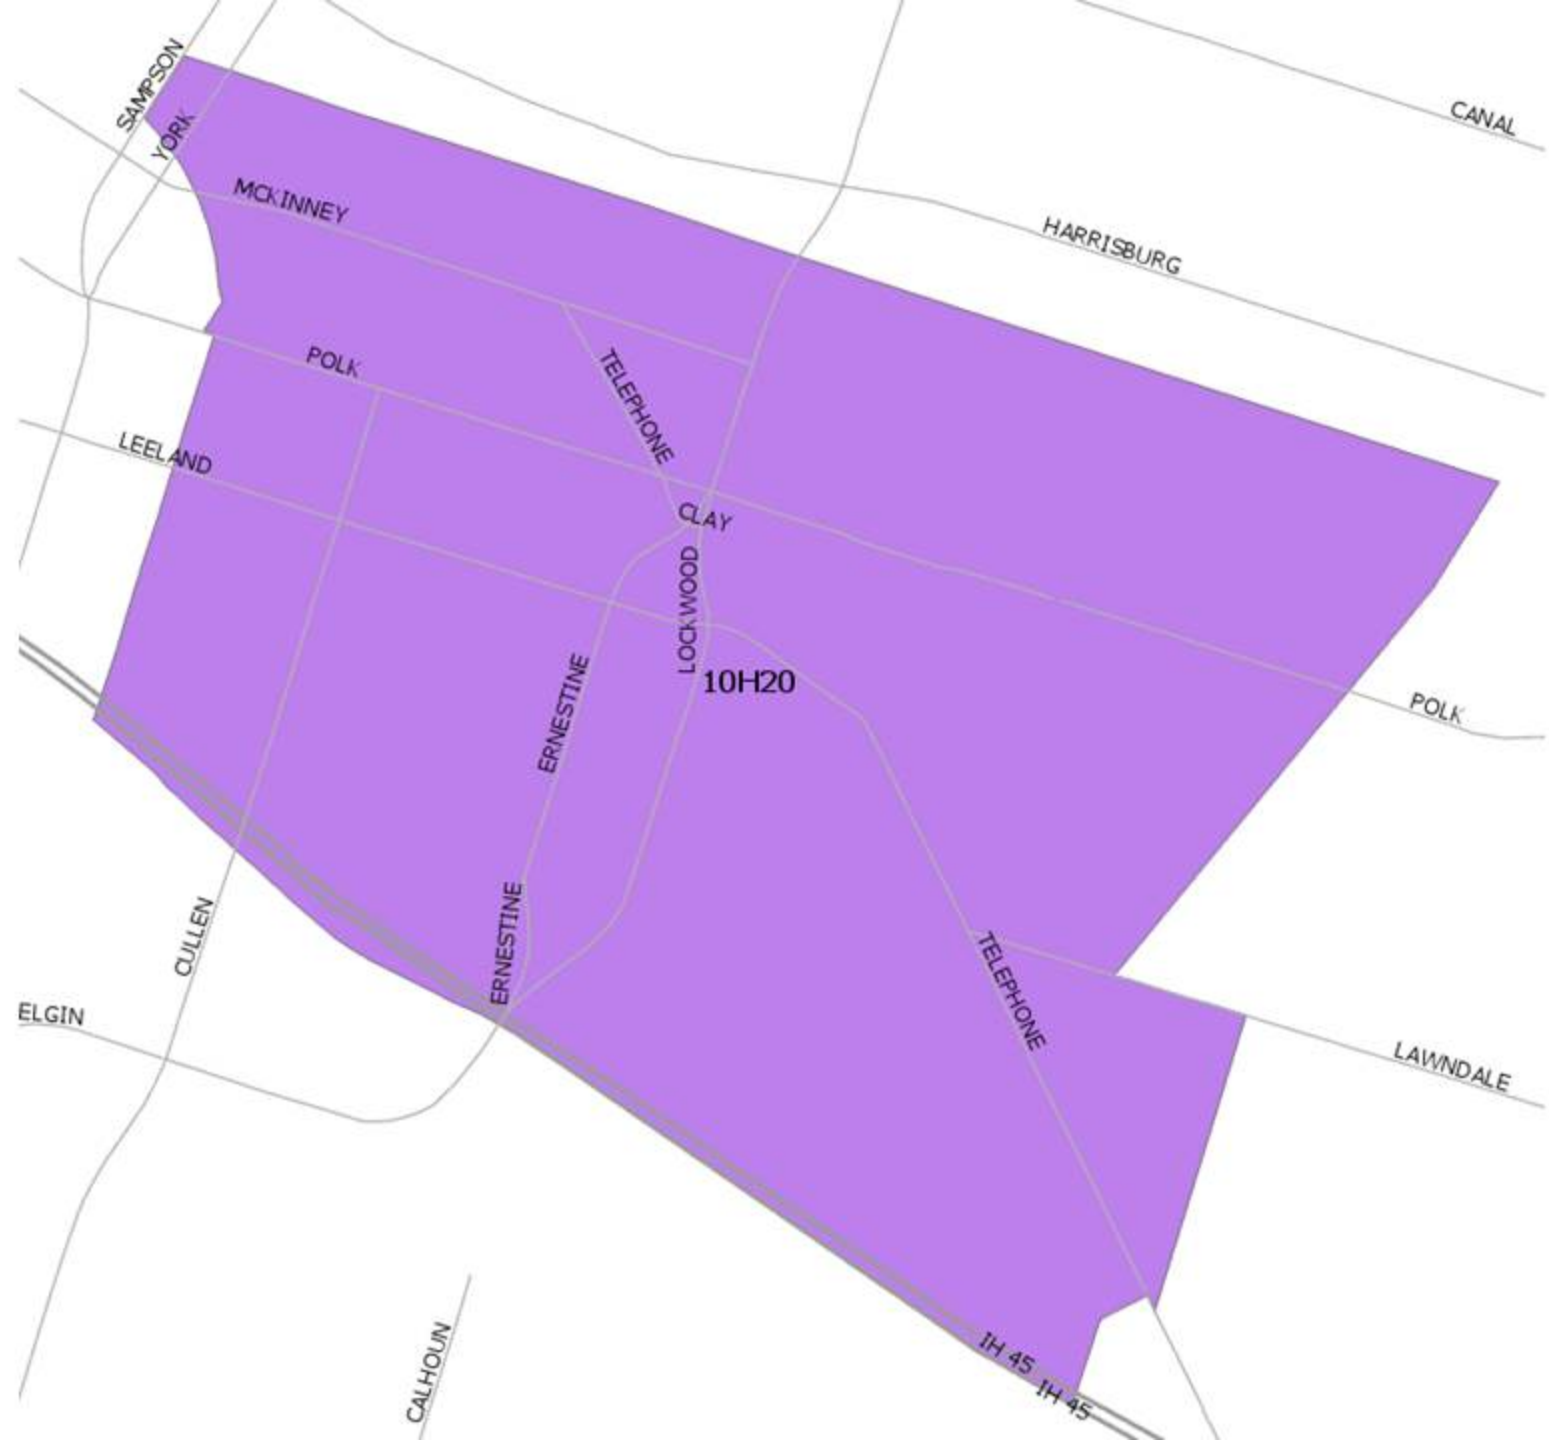 SAMPSON
YORK
CANAL
MCKINNEY
HARRISBURG
POLK
TELEPHONE
LEELAND
CLAY
LOCKWOOD
10H20
ERNESTINE
POLK
ERNESTINE
CULLEN
TELEPHONE
ELGIN
LAWNDALE
CALHOUN
IH 45
IH 45